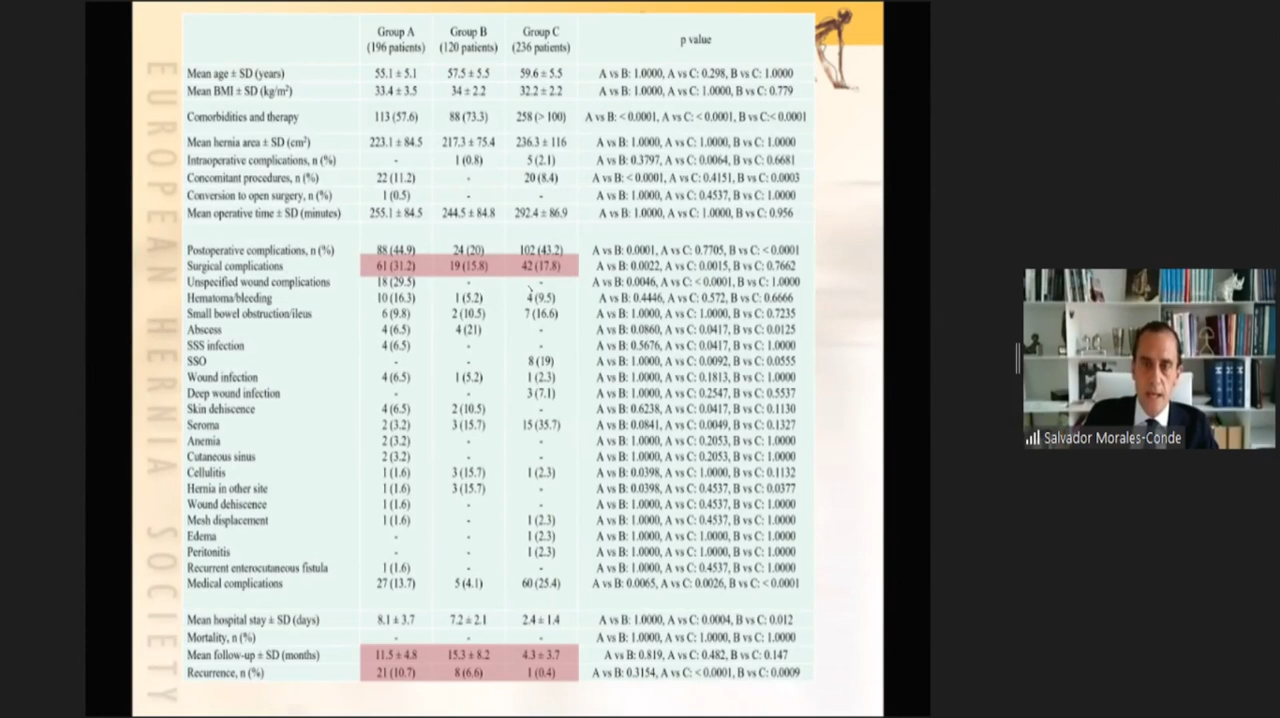 Group A Group B Group C
(196 patients) (120 patients) (236 patients) p value
Mean age ± SD (years) 55.1 ± 5.1 57.5 ± 5.5 59.6 ± 5.5 A vs B: 1.0000, A vs C: 0.298, B vs C: 1.0000
Mean BMI ± SD (kg/m²) 33.4 ± 3.5 34 ± 2.2 32.2 ± 2.2 A vs B: 1.0000, A vs C: 1.0000, B vs C: 0.779
Comorbidities and therapy 113 (57.6) 88 (73.3) 258 (> 100) A vs B: < 0.0001, A vs C: < 0.0001, B vs C:< 0.0001
Mean hernia area ± SD (cm²) 223.1 ± 84.5 217.3 ± 75.4 236.3 ± 116 A vs B: 1.0000, A vs C: 1.0000, B vs C: 1.0000
Intraoperative complications, n (%) - 1 (0.8) 5 (2.1) A vs B: 0.3797, A vs C: 0.0064, B vs C: 0.6681
Concomitant procedures, n (%) 22 (11.2) - 20 (8.4) A vs B: < 0.0001, A vs C: 0.4151, B vs C: 0.0003
Conversion to open surgery, n (%) 1 (0.5) - - A vs B: 1.0000, A vs C: 0.4537, B vs C: 1.0000
Mean operative time ± SD (minutes) 255.1 ± 84.5 244.5 ± 84.8 292.4 ± 86.9 A vs B: 1.0000, A vs C: 1.0000, B vs C: 0.956
Postoperative complications, n (%) 88 (44.9) 24 (20) 102 (43.2) A vs B: 0.0001, A vs C: 0.7705, B vs C: < 0.0001
Surgical complications 61 (31.2) 19 (15.8) 42 (17.8) A vs B: 0.0022, A vs C: 0.0015, B vs C: 0.7662
Unspecified wound complications 18 (29.5) - - A vs B: 0.0046, A vs C: < 0.0001, B vs C: 1.0000
Hematoma/bleeding 10 (16.3) 1 (5.2) 4 (9.5) A vs B: 0.4446, A vs C: 0.572, B vs C: 0.6666
Small bowel obstruction/ileus 6 (9.8) 2 (10.5) 7 (16.6) A vs B: 1.0000, A vs C: 1.0000, B vs C: 0.7235
Abscess 4 (6.5) 4 (21) - A vs B: 0.0860, A vs C: 0.0417, B vs C: 0.0125
SSS infection 4 (6.5) - - A vs B: 0.5676, A vs C: 0.0417, B vs C: 1.0000
SSO - - 8 (19) A vs B: 1.0000, A vs C: 0.0092, B vs C: 0.0555
Wound infection 4 (6.5) 1 (5.2) 1 (2.3) A vs B: 1.0000, A vs C: 0.1813, B vs C: 1.0000
Deep wound infection - - 3 (7.1) A vs B: 1.0000, A vs C: 0.2547, B vs C: 0.5537
Skin dehiscence 4 (6.5) 2 (10.5) - A vs B: 0.6238, A vs C: 0.0417, B vs C: 0.1130
Seroma 2 (3.2) 3 (15.7) 15 (35.7) A vs B: 0.0841, A vs C: 0.0049, B vs C: 0.1327
Anemia 2 (3.2) - - A vs B: 1.0000, A vs C: 0.2053, B vs C: 1.0000
Cutaneous sinus 2 (3.2) - - A vs B: 1.0000, A vs C: 0.2053, B vs C: 1.0000
Cellulitis 1 (1.6) 3 (15.7) 1 (2.3) A vs B: 0.0398, A vs C: 1.0000, B vs C: 0.1132
Hernia in other site 1 (1.6) 3 (15.7) - A vs B: 0.0398, A vs C: 0.4537, B vs C: 0.0377
Wound dehiscence 1 (1.6) - - A vs B: 1.0000, A vs C: 0.4537, B vs C: 1.0000
Mesh displacement 1 (1.6) - 1 (2.3) A vs B: 1.0000, A vs C: 0.4537, B vs C: 1.0000
Edema - - 1 (2.3) A vs B: 1.0000, A vs C: 1.0000, B vs C: 1.0000
Peritonitis - - 1 (2.3) A vs B: 1.0000, A vs C: 1.0000, B vs C: 1.0000
Recurrent enterocutaneous fistula 1 (1.6) - - A vs B: 1.0000, A vs C: 0.4537, B vs C: 1.0000
Medical complications 27 (13.7) 5 (4.1) 60 (25.4) A vs B: 0.0065, A vs C: 0.0026, B vs C: < 0.0001
Mean hospital stay ± SD (days) 8.1 ± 3.7 7.2 ± 2.1 2.4 ± 1.4 A vs B: 1.0000, A vs C: 0.0004, B vs C: 0.012
Mortality, n (%) - - - A vs B: 1.0000, A vs C: 1.0000, B vs C: 1.0000
Mean follow-up ± SD (months) 11.5 ± 4.8 15.3 ± 8.2 4.3 ± 3.7 A vs B: 0.819, A vs C: 0.482, B vs C: 0.147
Recurrence, n (%) 21 (10.7) 8 (6.6) 1 (0.4) A vs B: 0.3154, A vs C: < 0.0001, B vs C: 0.0009
EUROPEAN HERNIA SOCIETY
Salvador Morales-Conde